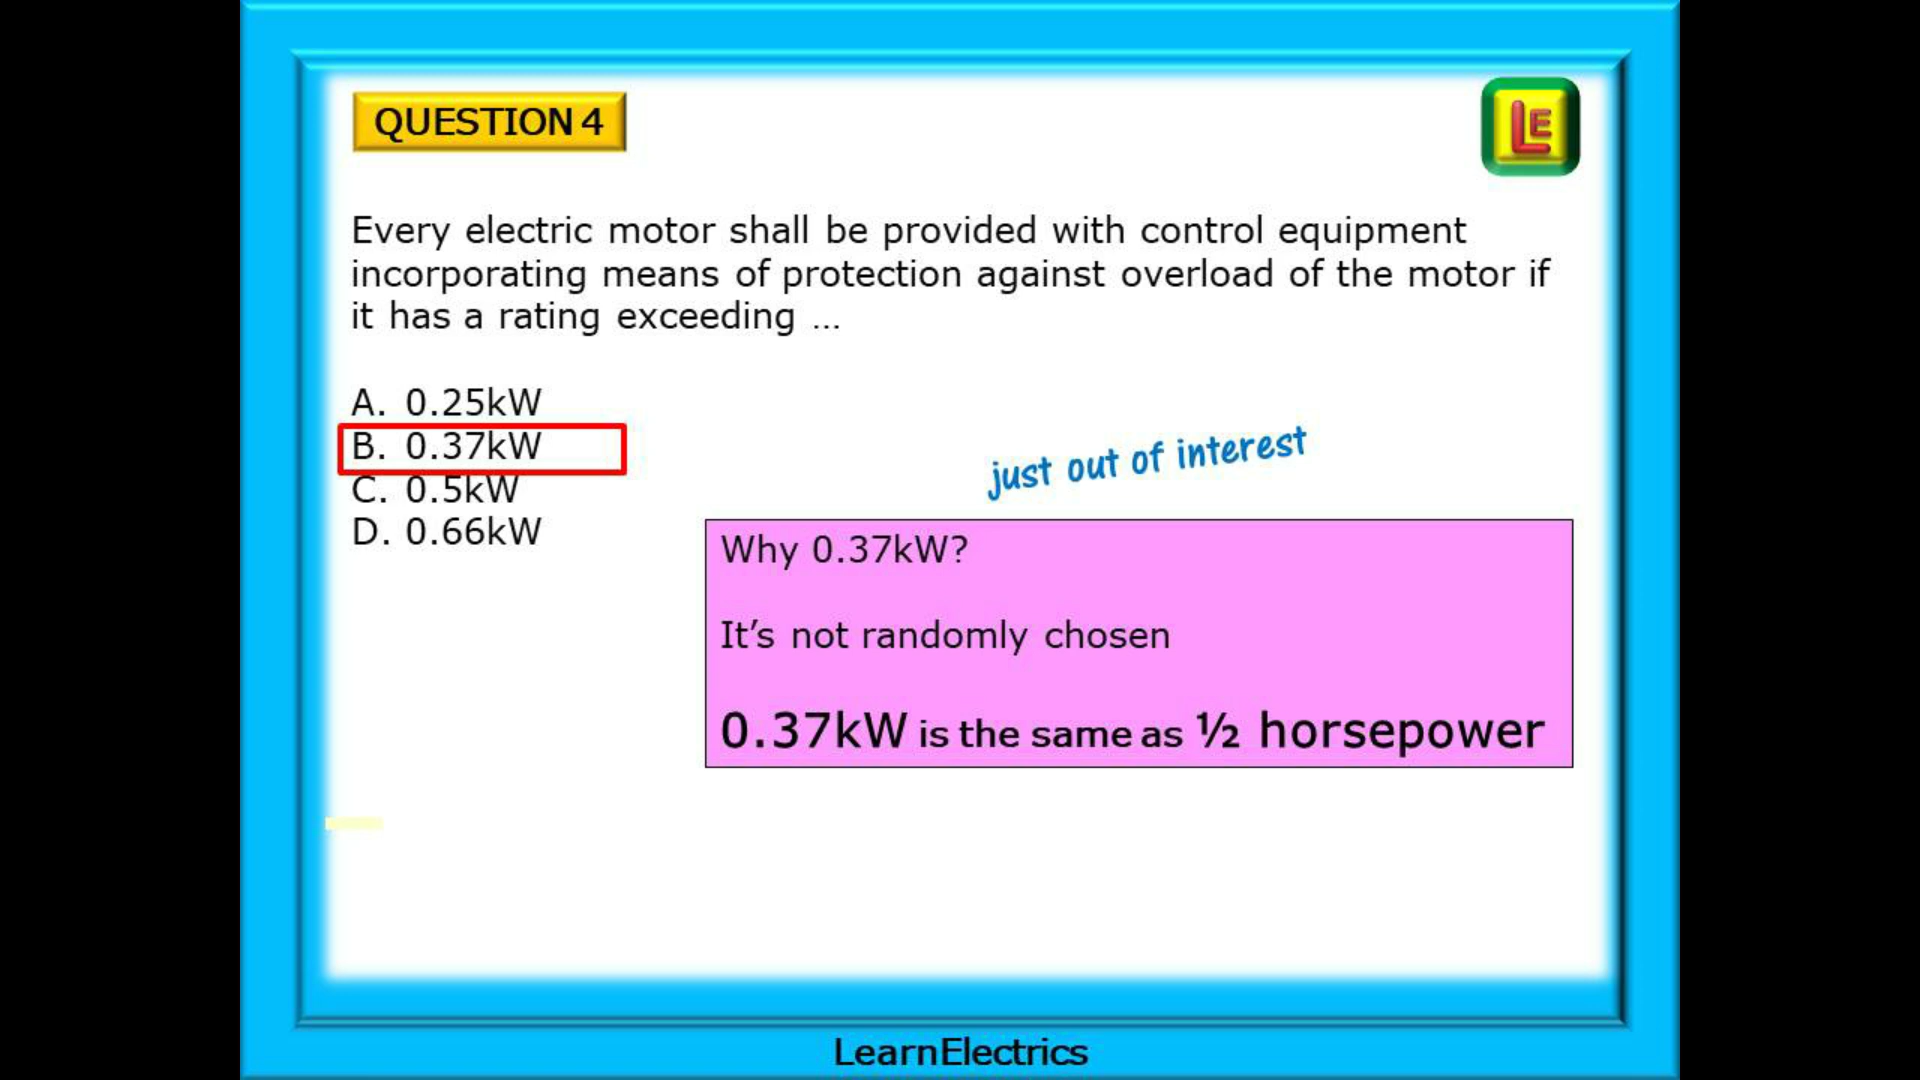 QUESTION 4
LE
Every electric motor shall be provided with control equipment
incorporating means of protection against overload of the motor if
it has a rating exceeding ...
A. 0.25kW
B. 0.37kW
C. 0.5kW
D. 0.66kW
just out of interest
Why 0.37kW?
It’s not randomly chosen
0.37kW is the same as ½ horsepower
LearnElectrics